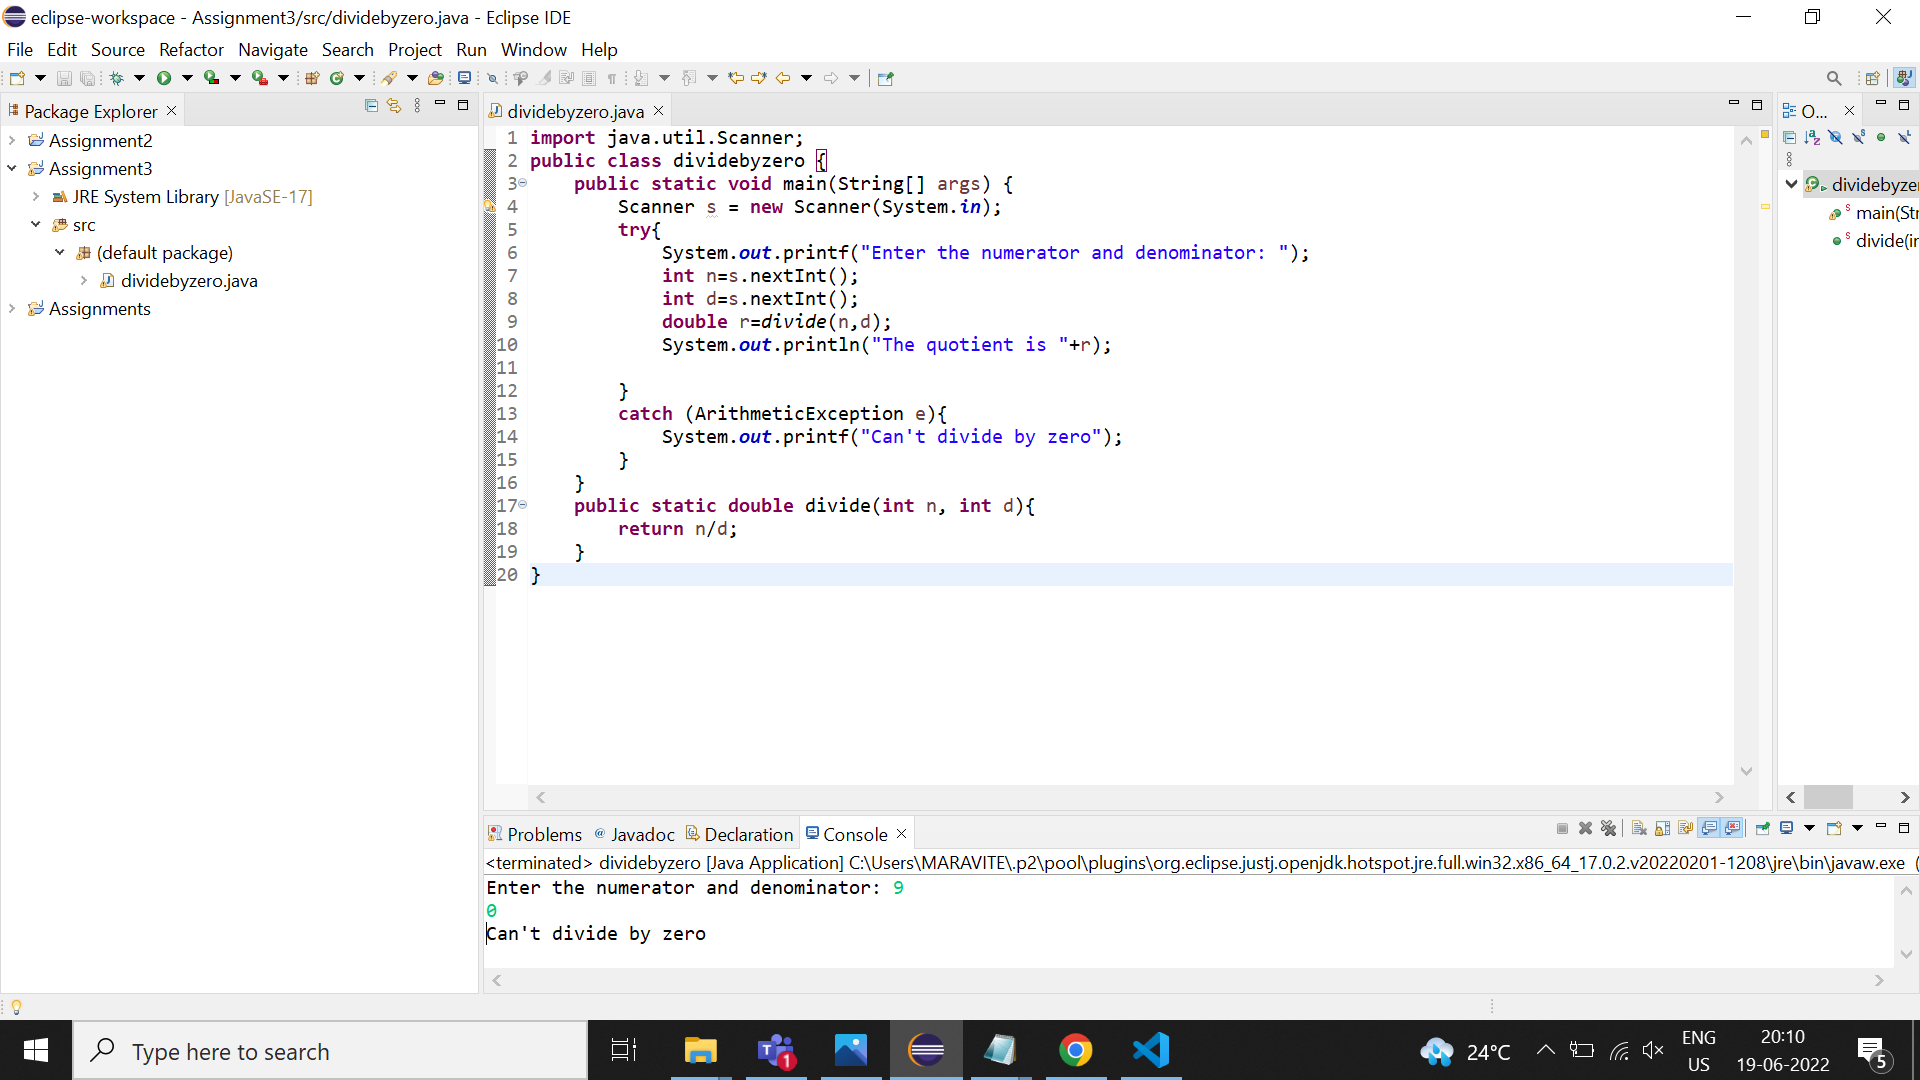 eclipse-workspace - Assignment3/src/dividebyzero.java - Eclipse IDE
File Edit Source Refactor Navigate Search Project Run Window Help
Package Explorer
Assignment2
Assignment3
JRE System Library [JavaSE-17]
src
(default package)
dividebyzero.java
Assignments
dividebyzero.java
1 import java.util.Scanner;
2 public class dividebyzero {
3     public static void main(String[] args) {
4         Scanner s = new Scanner(System.in);
5         try{
6             System.out.printf("Enter the numerator and denominator: ");
7             int n=s.nextInt();
8             int d=s.nextInt();
9             double r=divide(n,d);
10             System.out.println("The quotient is "+r);
11
12         }
13         catch (ArithmeticException e){
14             System.out.printf("Can't divide by zero");
15         }
16     }
17     public static double divide(int n, int d){
18         return n/d;
19     }
20 }
O...
dividebyze
main(Str
divide(ir
Problems @ Javadoc Declaration Console
<terminated> dividebyzero [Java Application] C:\Users\MARAVITE\.p2\pool\plugins\org.eclipse.justj.openjdk.hotspot.jre.full.win32.x86_64_17.0.2.v20220201-1208\jre\bin\javaw.exe (
Enter the numerator and denominator: 9
0
Can't divide by zero
Type here to search
1
24°C
ENG
US
20:10
19-06-2022
5